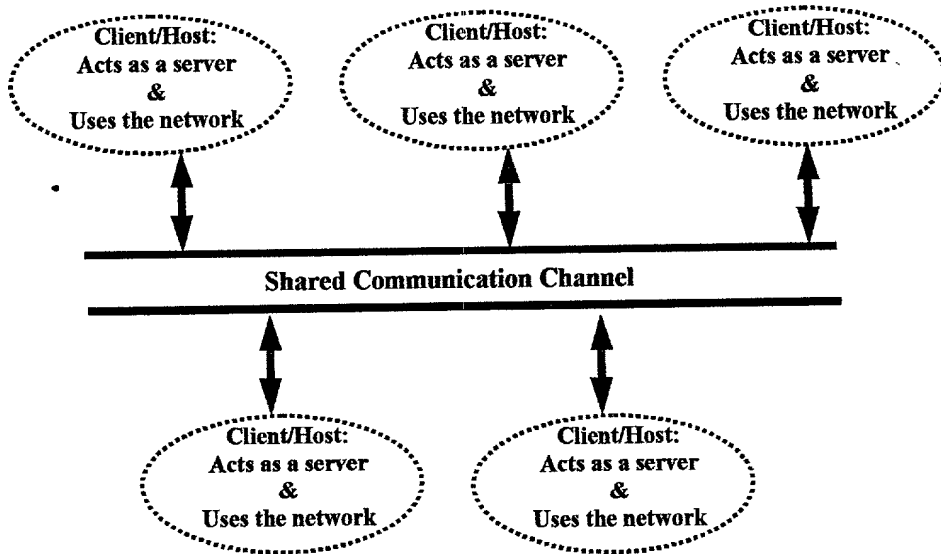 Client/Host:
Acts as a server
&
Uses the network
Client/Host:
Acts as a server
&
Uses the network
Client/Host:
Acts as a server
&
Uses the network
Shared Communication Channel
Client/Host:
Acts as a server
&
Uses the network
Client/Host:
Acts as a server
&
Uses the network